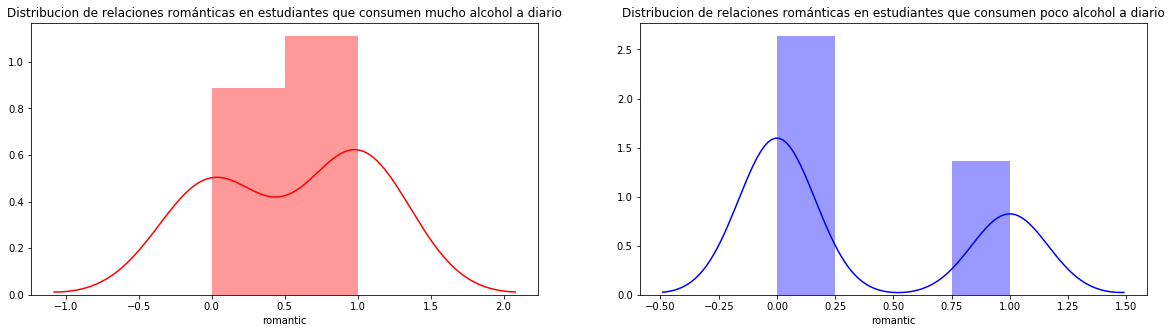 Distribucion de relaciones románticas en estudiantes que consumen mucho alcohol a diario
1.0
0.8
0.6
0.4
0.2
0.0
−1.0 −0.5 0.0 0.5 1.0 1.5 2.0
romantic
Distribucion de relaciones románticas en estudiantes que consumen poco alcohol a diario
2.5
2.0
1.5
1.0
0.5
0.0
−0.50 −0.25 0.00 0.25 0.50 0.75 1.00 1.25 1.50
romantic